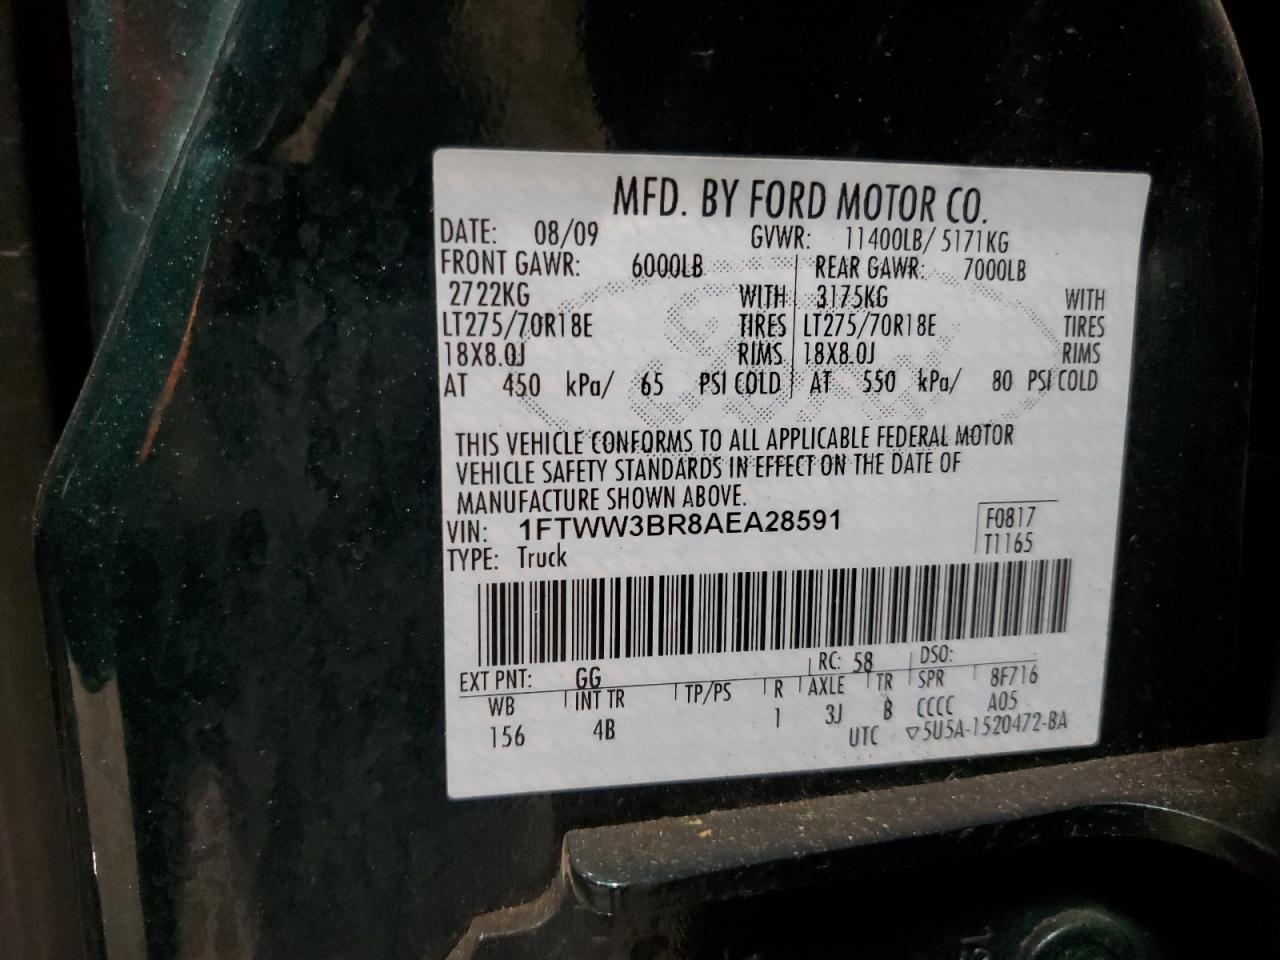 MFD. BY FORD MOTOR CO.
DATE: 08/09 GVWR: 11400LB/ 5171KG
FRONT GAWR: 6000LB REAR GAWR: 7000LB
2722KG WITH 3175KG WITH
LT275/70R18E TIRES LT275/70R18E TIRES
18X8.0J RIMS 18X8.0J RIMS
AT 450 kPa/ 65 PSI COLD AT 550 kPa/ 80 PSI COLD
THIS VEHICLE CONFORMS TO ALL APPLICABLE FEDERAL MOTOR
VEHICLE SAFETY STANDARDS IN EFFECT ON THE DATE OF
MANUFACTURE SHOWN ABOVE.
VIN: 1FTWW3BR8AEA28591 F0817
TYPE: Truck T1165
EXT PNT: GG RC: 58 DSO:
WB INT TR TP/PS R AXLE TR SPR 8F716
156 4B 1 3J B CCCC A05
UTC ▽5U5A-1520472-BA